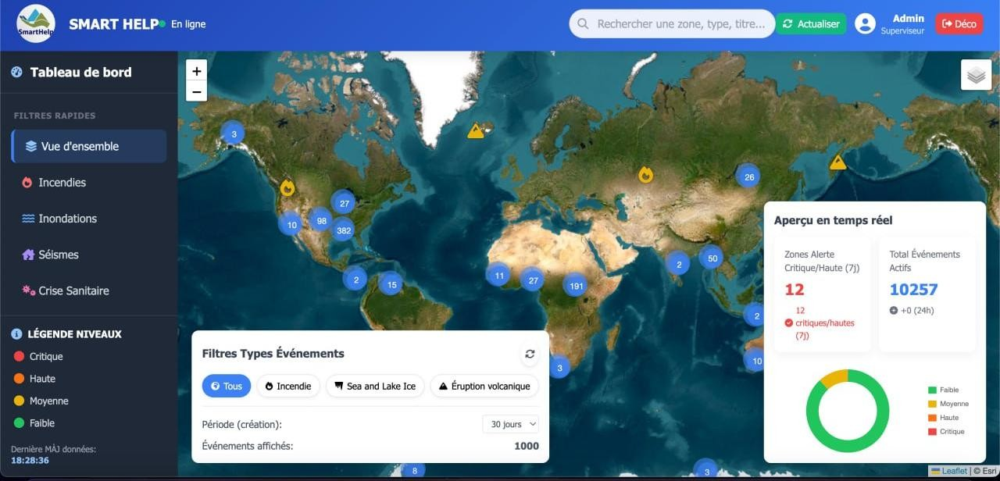 SmartHelp
SMART HELP
En ligne
Rechercher une zone, type, titre...
Actualiser
Admin
Superviseur
Déco
Tableau de bord
FILTRES RAPIDES
Vue d'ensemble
Incendies
Inondations
Séismes
Crise Sanitaire
LÉGENDE NIVEAUX
Critique
Haute
Moyenne
Faible
Dernière MÀJ données:
18:28:36
+
−
3
27
98
10
382
2
15
11
27
191
3
26
2
50
2
10
8
3
Filtres Types Événements
Tous
Incendie
Sea and Lake Ice
Éruption volcanique
Période (création):
30 jours
Événements affichés:
1000
Aperçu en temps réel
Zones Alerte
Critique/Haute (7j)
12
12
critiques/hautes
(7j)
Total Événements
Actifs
10257
+0 (24h)
Faible
Moyenne
Haute
Critique
Leaflet | © Esri